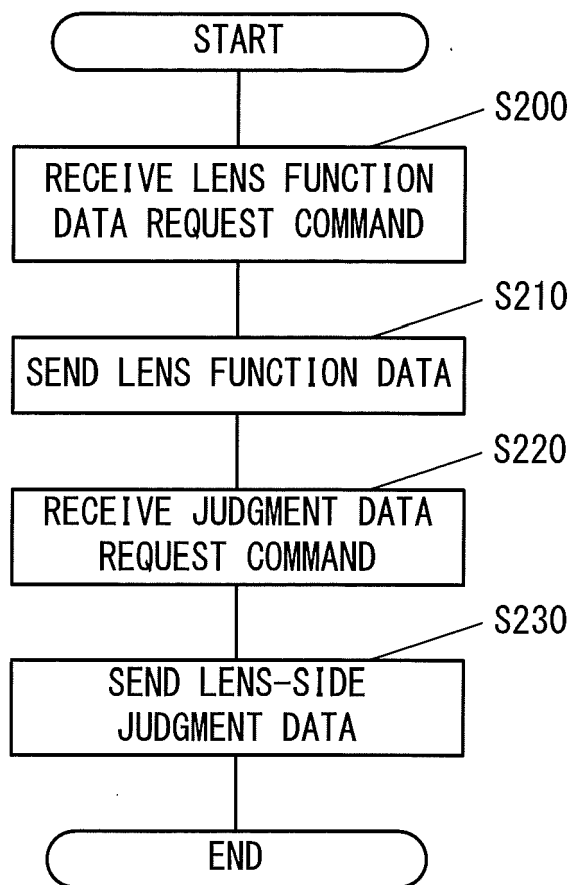 START
S200
RECEIVE LENS FUNCTION
DATA REQUEST COMMAND
S210
SEND LENS FUNCTION DATA
S220
RECEIVE JUDGMENT DATA
REQUEST COMMAND
S230
SEND LENS-SIDE
JUDGMENT DATA
END